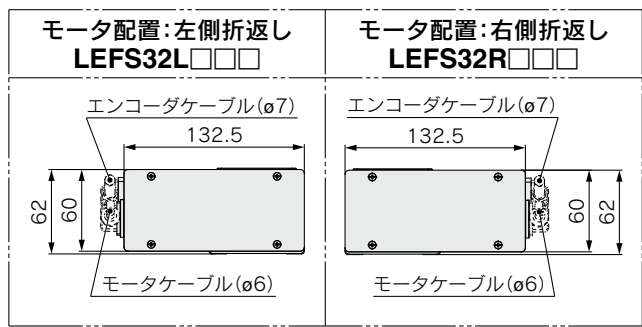 モータ配置:左側折返し
LEFS32L□□□
エンコーダケーブル(ø7)
132.5
62
60
モータケーブル(ø6)
モータ配置:右側折返し
LEFS32R□□□
エンコーダケーブル(ø7)
132.5
60
62
モータケーブル(ø6)